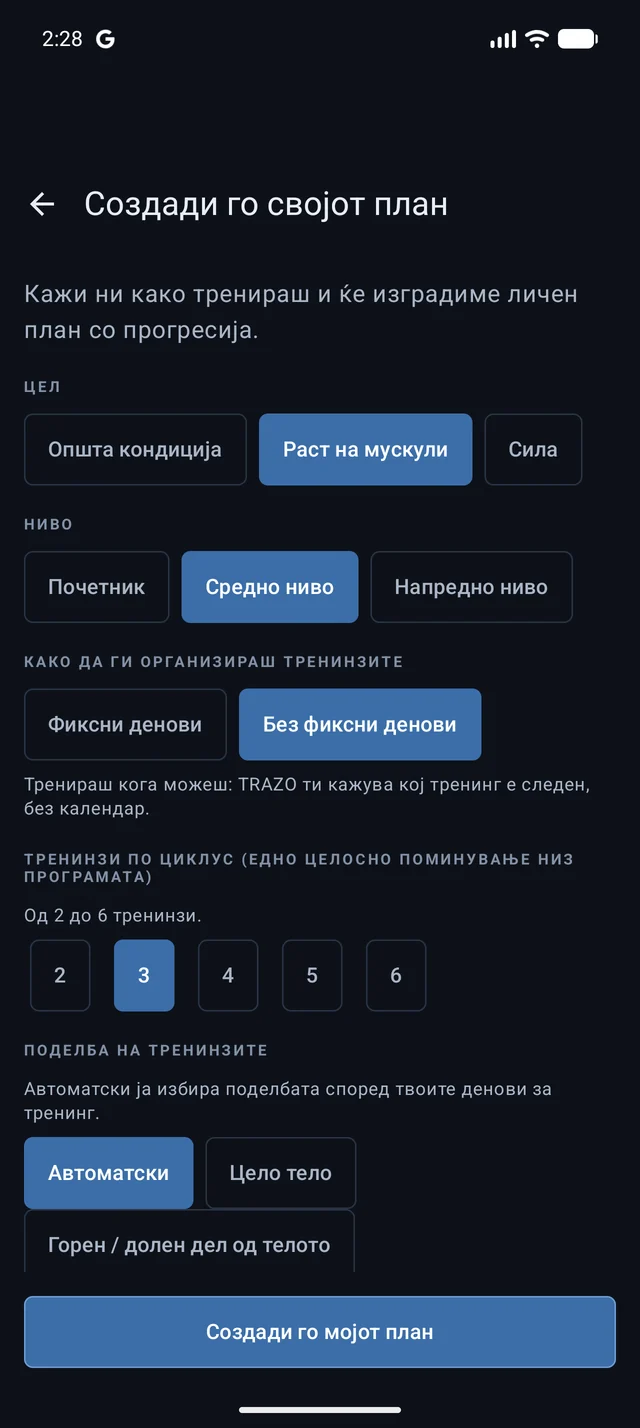 2:28 G
Создади го својот план
Кажи ни како тренираш и ќе изградиме личен
план со прогресија.
ЦЕЛ
Општа кондиција
Раст на мускули
Сила
НИВО
Почетник
Средно ниво
Напредно ниво
КАКО ДА ГИ ОРГАНИЗИРАШ ТРЕНИНЗИТЕ
Фиксни денови
Без фиксни денови
Тренираш кога можеш: TRAZO ти кажува кој тренинг е следен,
без календар.
ТРЕНИНЗИ ПО ЦИКЛУС (ЕДНО ЦЕЛОСНО ПОМИНУВАЊЕ НИЗ
ПРОГРАМАТА)
Од 2 до 6 тренинзи.
2 3 4 5 6
ПОДЕЛБА НА ТРЕНИНЗИТЕ
Автоматски ја избира поделбата според твоите денови за
тренинг.
Автоматски
Цело тело
Горен / долен дел од телото
Создади го мојот план